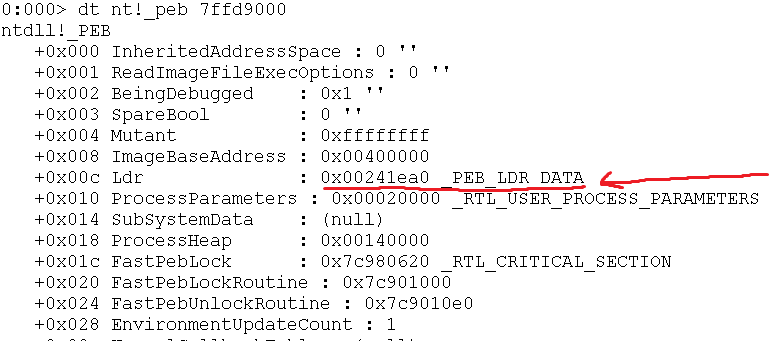 0:000> dt nt!_peb 7ffd9000
ntdll!_PEB
+0x000 InheritedAddressSpace : 0 ''
+0x001 ReadImageFileExecOptions : 0 ''
+0x002 BeingDebugged : 0x1 ''
+0x003 SpareBool : 0 ''
+0x004 Mutant : 0xffffffff
+0x008 ImageBaseAddress : 0x00400000
+0x00c Ldr : 0x00241ea0 _PEB_LDR_DATA
+0x010 ProcessParameters : 0x00020000 _RTL_USER_PROCESS_PARAMETERS
+0x014 SubSystemData : (null)
+0x018 ProcessHeap : 0x00140000
+0x01c FastPebLock : 0x7c980620 _RTL_CRITICAL_SECTION
+0x020 FastPebLockRoutine : 0x7c901000
+0x024 FastPebUnlockRoutine : 0x7c9010e0
+0x028 EnvironmentUpdateCount : 1